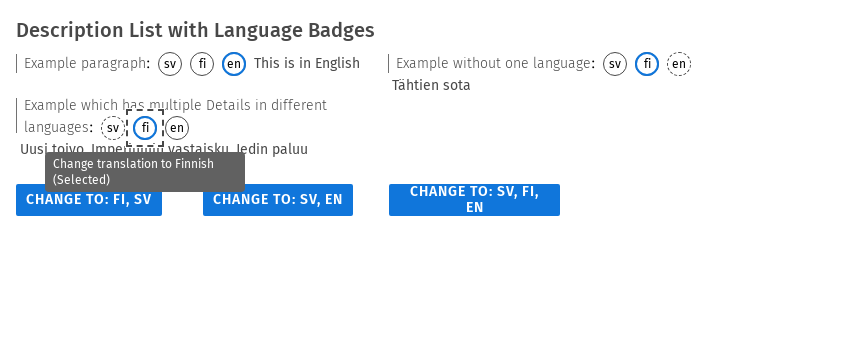 Description List with Language Badges
Example paragraph: sv fi en This is in English
Example without one language: sv fi en
Tähtien sota
Example which has multiple Details in different
languages: sv fi en
Uusi toivo, Imperiumin vastaisku, Jedin paluu
Change translation to Finnish
(Selected)
CHANGE TO: FI, SV
CHANGE TO: SV, EN
CHANGE TO: SV, FI,
EN